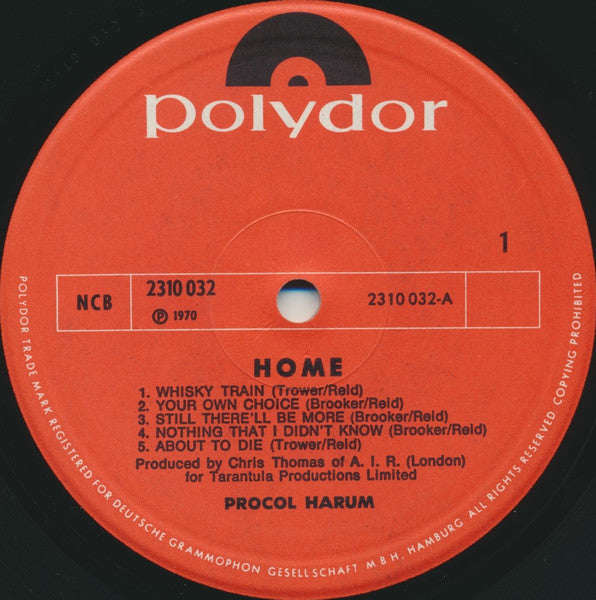 polydor
1
NCB
2310 032
℗ 1970
2310 032-A
HOME
1. WHISKY TRAIN (Trower/Reid)
2. YOUR OWN CHOICE (Brooker/Reid)
3. STILL THERE'LL BE MORE (Brooker/Reid)
4. NOTHING THAT I DIDN'T KNOW (Brooker/Reid)
5. ABOUT TO DIE (Trower/Reid)
Produced by Chris Thomas of A. I. R. (London)
for Tarantula Productions Limited
PROCOL HARUM
POLYDOR TRADE MARK REGISTERED FOR DEUTSCHE GRAMMOPHON GESELLSCHAFT M B H, HAMBURG ALL RIGHTS RESERVED COPYING PROHIBITED